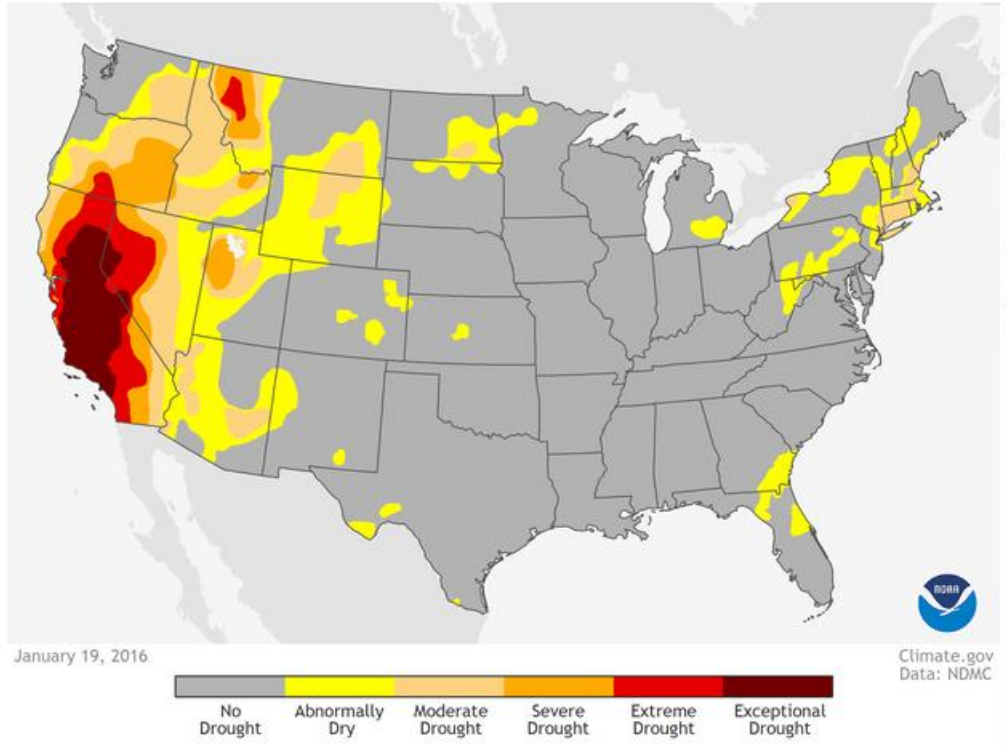 NOAA
January 19, 2016
Climate.gov
Data: NDMC
No
Drought
Abnormally
Dry
Moderate
Drought
Severe
Drought
Extreme
Drought
Exceptional
Drought